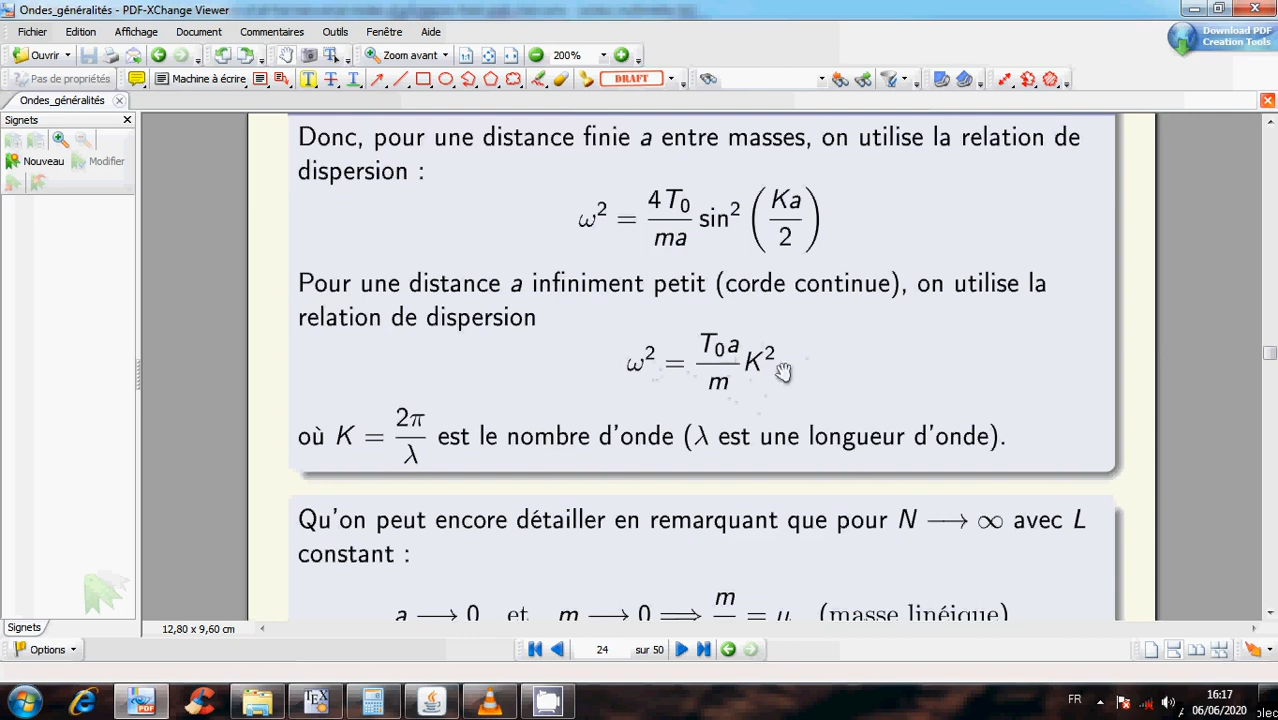 Ondes_généralités - PDF-XChange Viewer
Fichier Edition Affichage Document Commentaires Outils Fenêtre Aide
Download PDF
Creation Tools
Ouvrir Zoom avant 200%
Pas de propriétés Machine à écrire DRAFT
Ondes_généralités
Signets
Nouveau Modifier
Donc, pour une distance finie a entre masses, on utilise la relation de
dispersion :
ω² = 4T₀/ma sin² (Ka/2)
Pour une distance a infiniment petit (corde continue), on utilise la
relation de dispersion
ω² = T₀a/m K²
où K = 2π/λ est le nombre d'onde (λ est une longueur d'onde).
Qu'on peut encore détailler en remarquant que pour N ⟶ ∞ avec L
constant :
a ⟶ 0 et m ⟶ 0 ⟹ m = μ (masse linéique)
Signets
12,80 x 9,60 cm
Options 24 sur 50
FR 16:17
06/06/2020